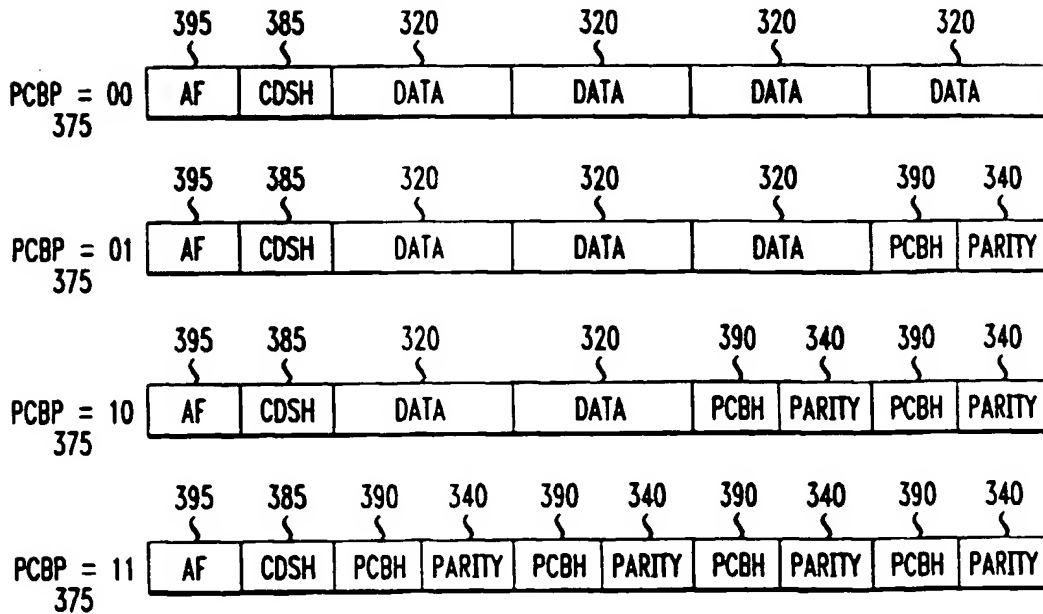 395 385 320 320 320 320
PCBP = 00 AF CDSH DATA DATA DATA DATA
375
395 385 320 320 320 390 340
PCBP = 01 AF CDSH DATA DATA DATA PCBH PARITY
375
395 385 320 320 390 340 390 340
PCBP = 10 AF CDSH DATA DATA PCBH PARITY PCBH PARITY
375
395 385 390 340 390 340 390 340 390 340
PCBP = 11 AF CDSH PCBH PARITY PCBH PARITY PCBH PARITY PCBH PARITY
375